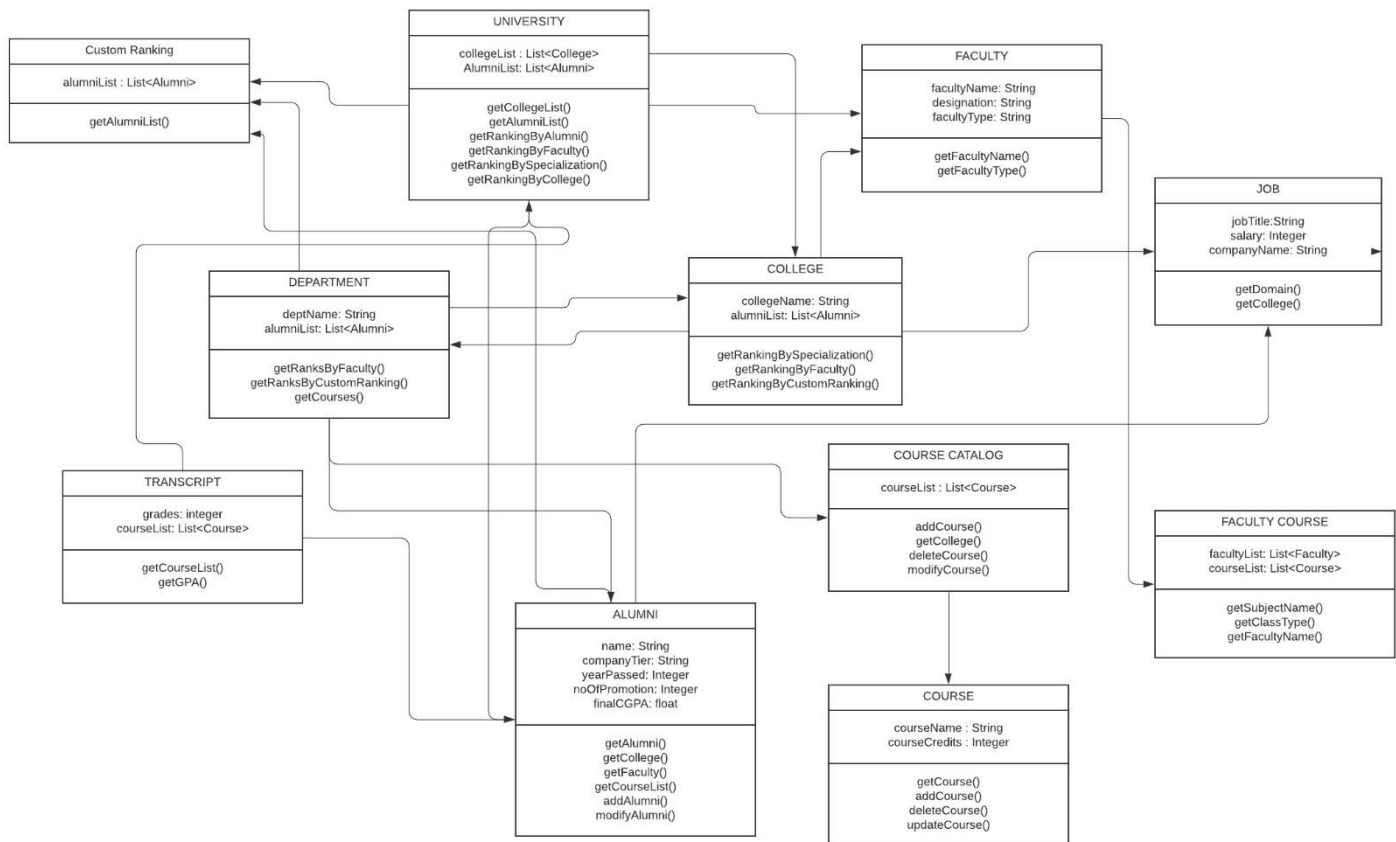 UNIVERSITY
collegeList : List<College>
AlumniList: List<Alumni>
getCollegeList()
getAlumniList()
getRankingByAlumni()
getRankingByFaculty()
getRankingBySpecialization()
getRankingByCollege()
Custom Ranking
alumniList : List<Alumni>
getAlumniList()
FACULTY
facultyName: String
designation: String
facultyType: String
getFacultyName()
getFacultyType()
JOB
jobTitle:String
salary: Integer
companyName: String
getDomain()
getCollege()
DEPARTMENT
deptName: String
alumniList: List<Alumni>
getRanksByFaculty()
getRanksByCustomRanking()
getCourses()
COLLEGE
collegeName: String
alumniList: List<Alumni>
getRankingBySpecialization()
getRankingByFaculty()
getRankingByCustomRanking()
TRANSCRIPT
grades: integer
courseList: List<Course>
getCourseList()
getGPA()
COURSE CATALOG
courseList : List<Course>
addCourse()
getCollege()
deleteCourse()
modifyCourse()
FACULTY COURSE
facultyList: List<Faculty>
courseList: List<Course>
getSubjectName()
getClassType()
getFacultyName()
ALUMNI
name: String
companyTier: String
yearPassed: Integer
noOfPromotion: Integer
finalCGPA: float
getAlumni()
getCollege()
getFaculty()
getCourseList()
addAlumni()
modifyAlumni()
COURSE
courseName : String
courseCredits : Integer
getCourse()
addCourse()
deleteCourse()
updateCourse()